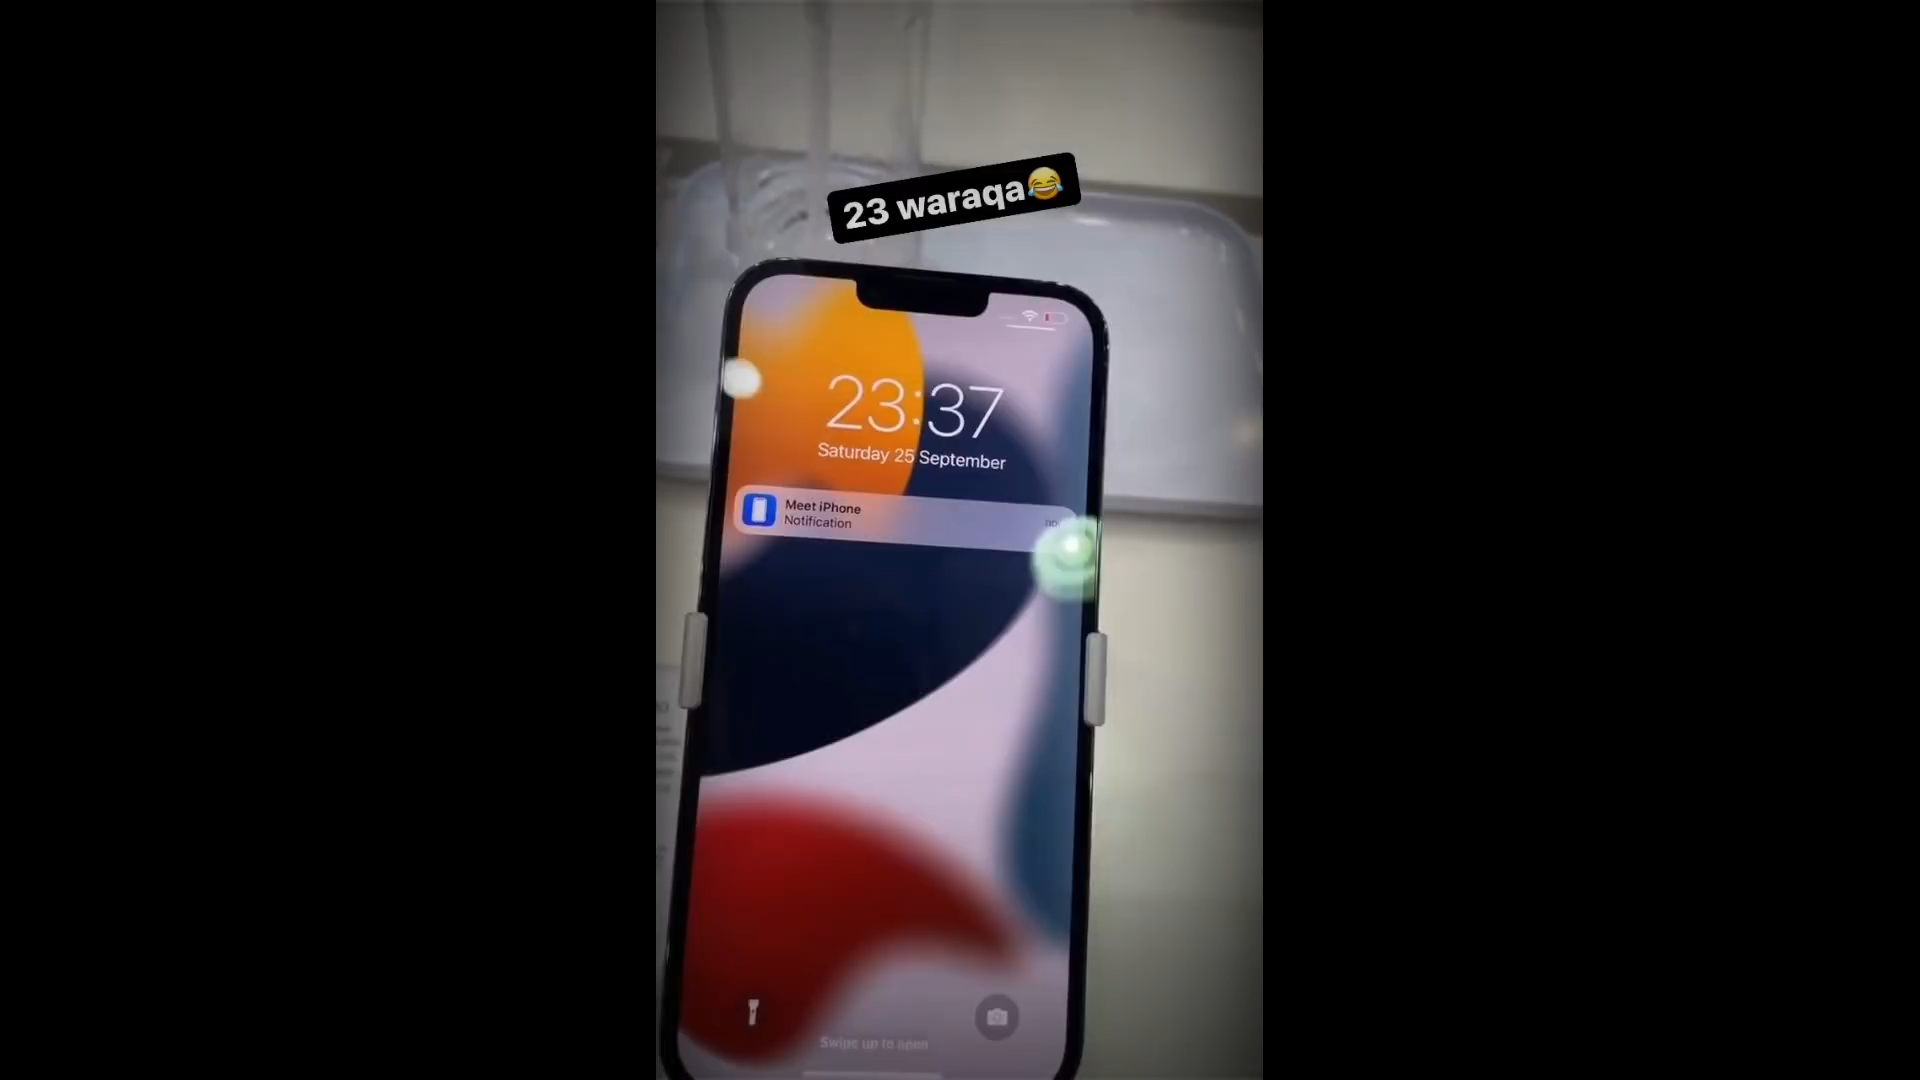 23 waraqa😂
23:37
Saturday 25 September
Meet iPhone
Notification
Swipe up to open